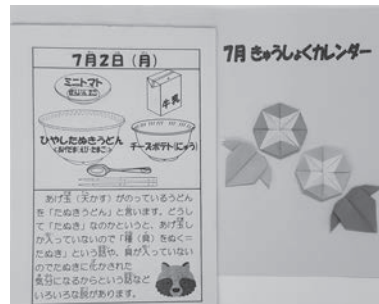 7月2日(月)
ミニトマト
牛乳
ひやしたぬきうどん
チーズポテト(にゅう)
あげ玉(天かす)がのっているうどん
を「たぬきうどん」と言います。どうし
て「たぬき」なのかというと、あげ玉し
か入っていないので「種(具)をぬく=
たぬき」という話や、具が入っていない
のでたぬきに化かされた
気分になるからという話など
いろいろな説があります。
7月 きゅうしょくカレンダー